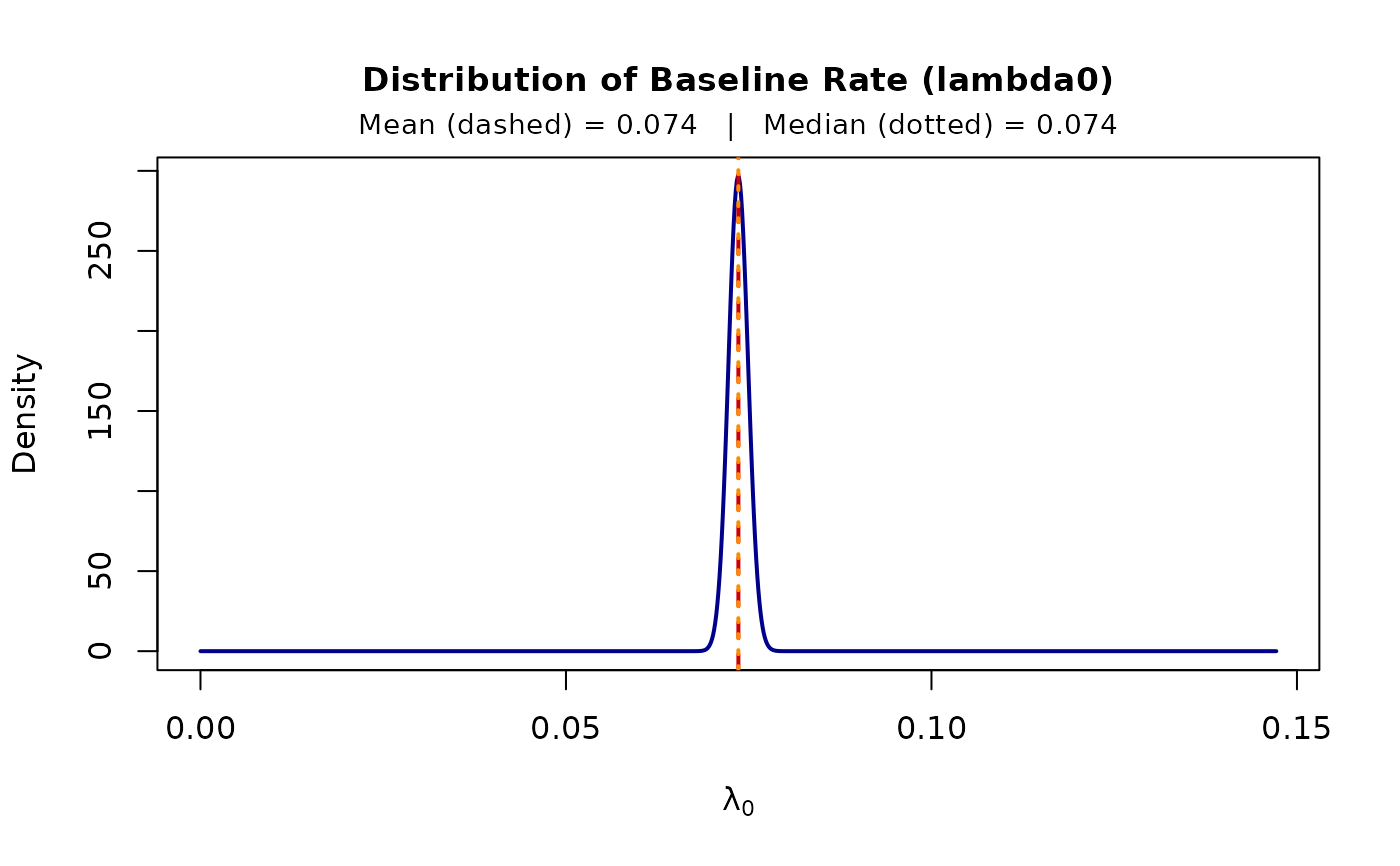 Distribution of Baseline Rate (lambda0)
Mean (dashed) = 0.074 | Median (dotted) = 0.074
Density
250
150
50
0
0.00 0.05 0.10 0.15
λ₀